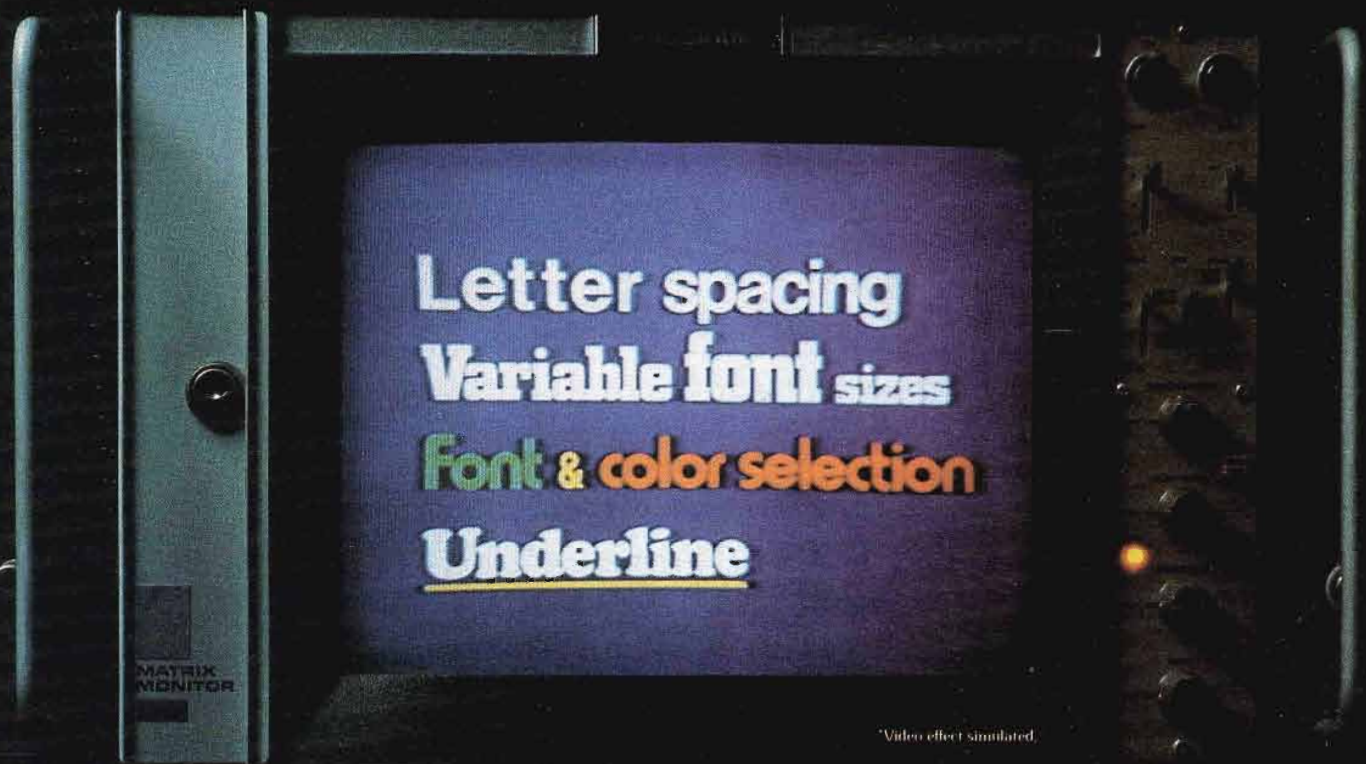 Letter spacing
Variable font sizes
Font & color selection
Underline
MATRIX
MONITOR
*Video effect simulated.